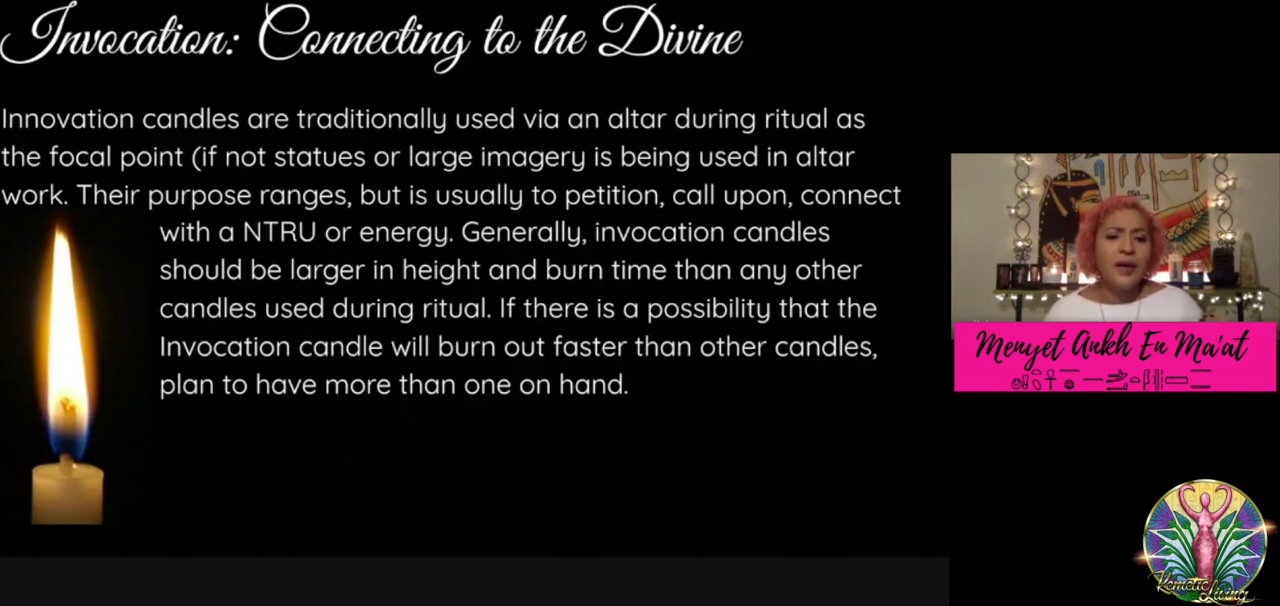 Invocation: Connecting to the Divine
Innovation candles are traditionally used via an altar during ritual as
the focal point (if not statues or large imagery is being used in altar
work. Their purpose ranges, but is usually to petition, call upon, connect
with a NTRU or energy. Generally, invocation candles
should be larger in height and burn time than any other
candles used during ritual. If there is a possibility that the
Invocation candle will burn out faster than other candles,
plan to have more than one on hand.
Menyet Ankh En Ma'at
Kemetic Living